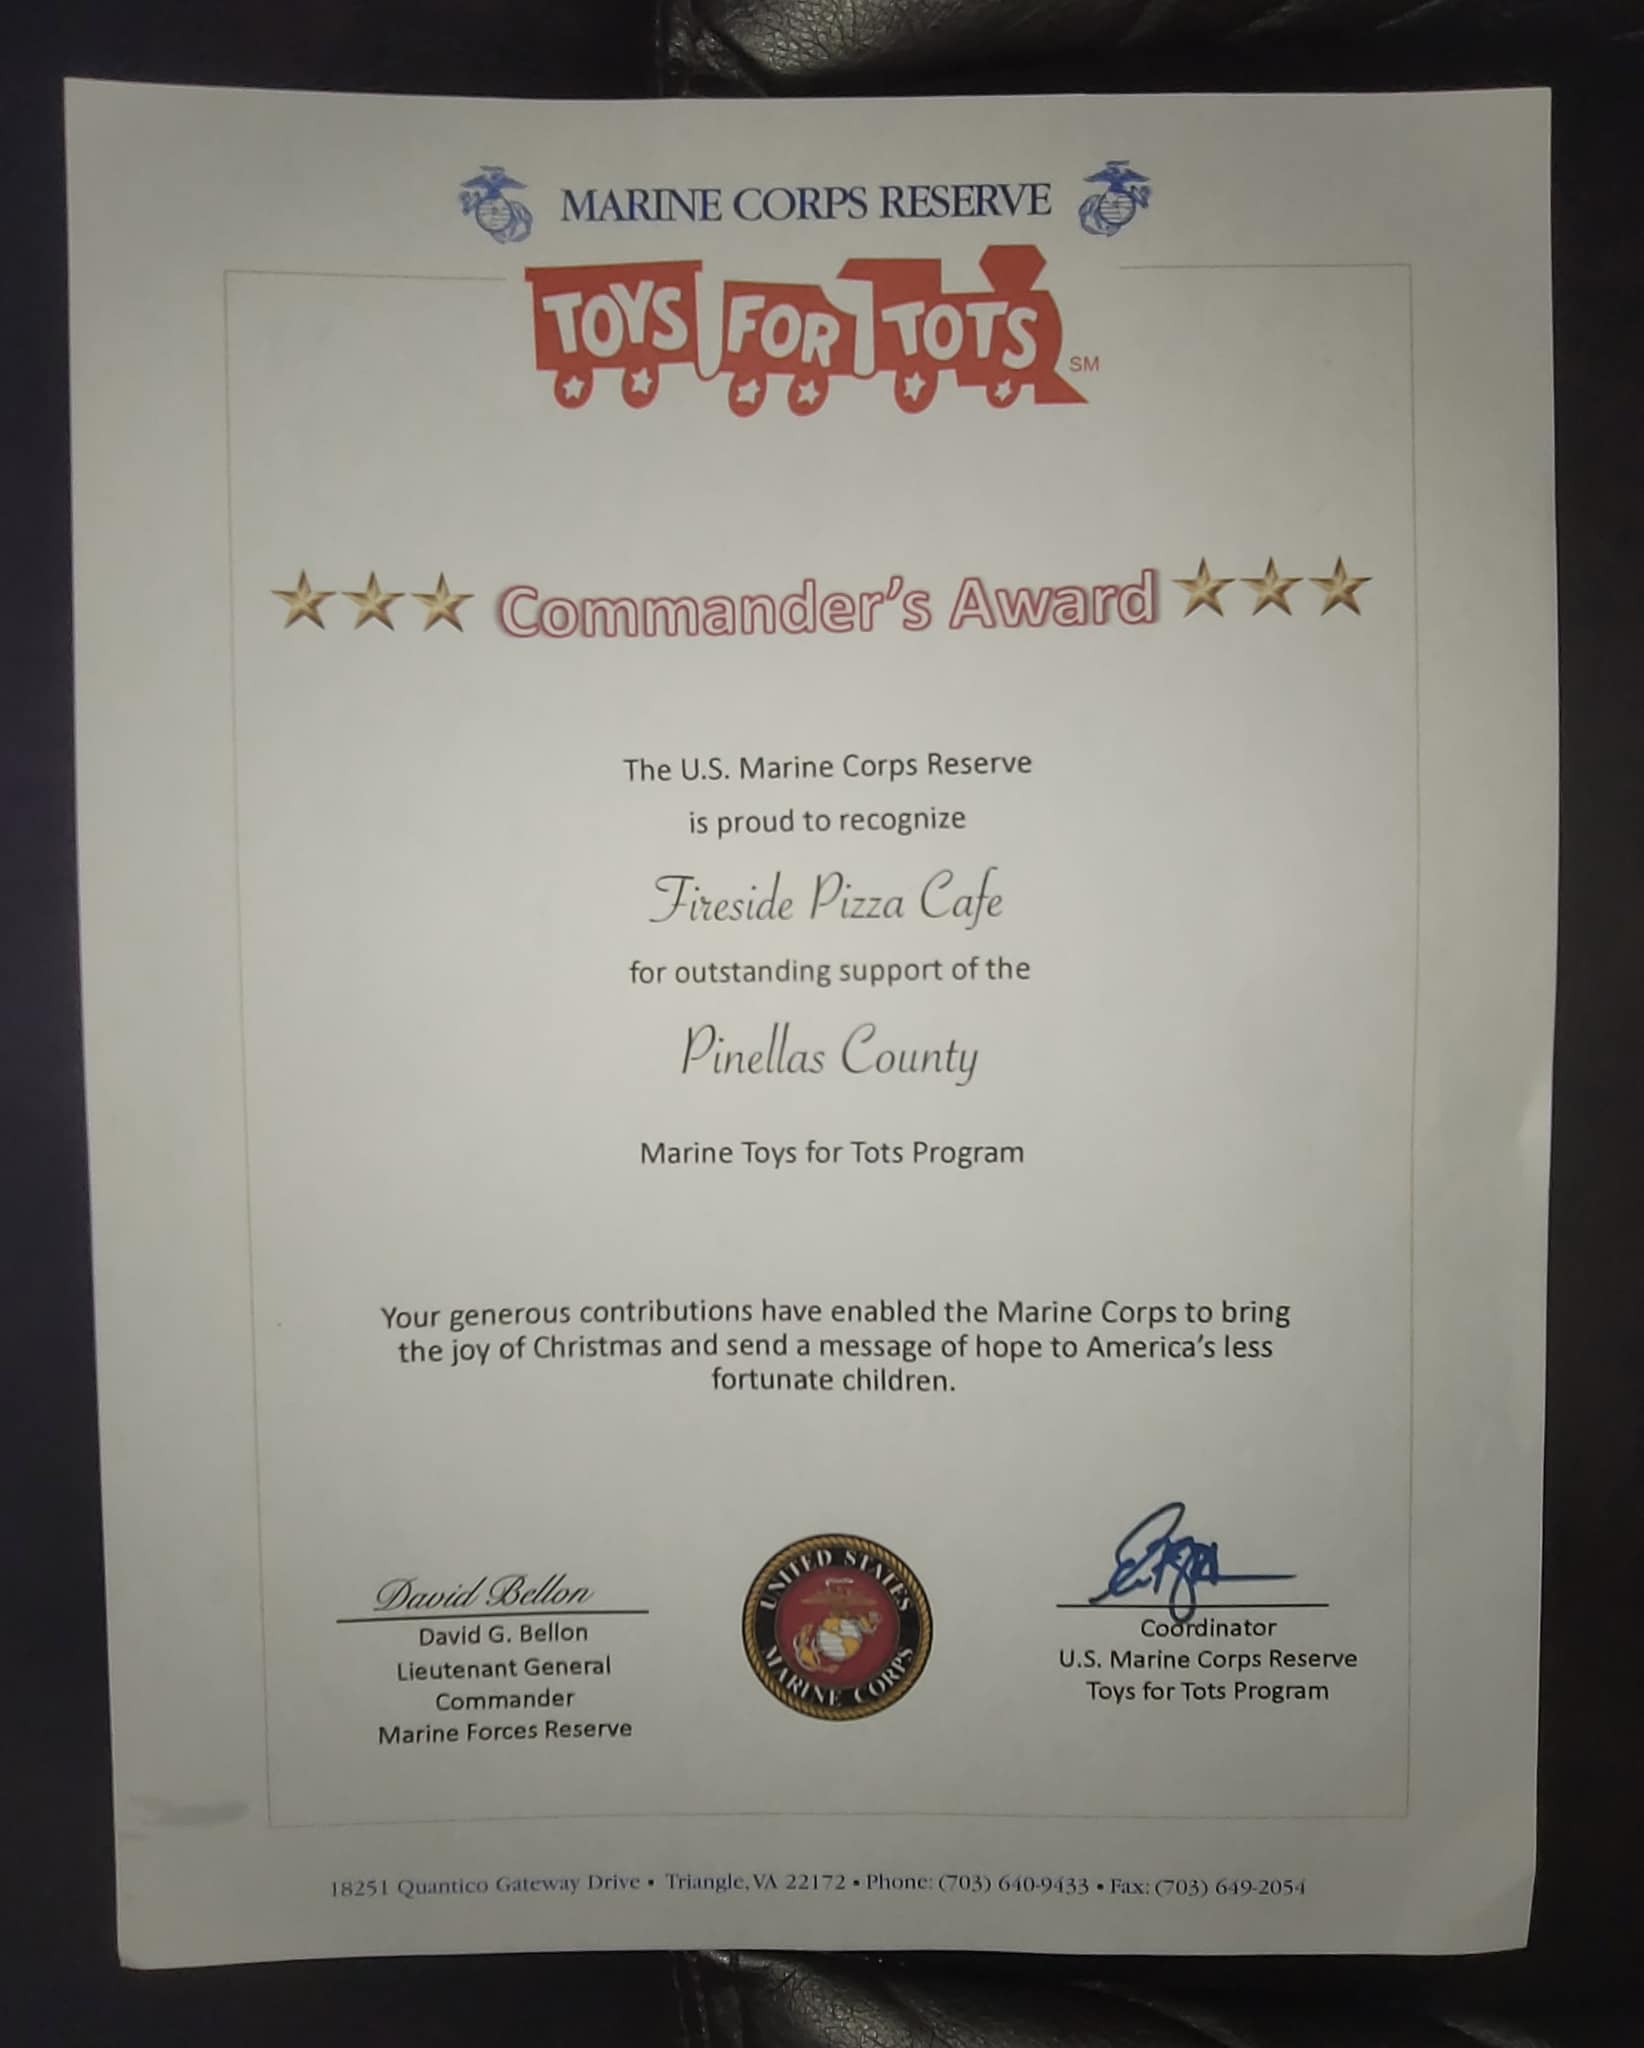 MARINE CORPS RESERVE
TOYS FOR TOTS
SM
Commander's Award
The U.S. Marine Corps Reserve
is proud to recognize
Fireside Pizza Cafe
for outstanding support of the
Pinellas County
Marine Toys for Tots Program
Your generous contributions have enabled the Marine Corps to bring
the joy of Christmas and send a message of hope to America's less
fortunate children.
David Bellon
David G. Bellon
Lieutenant General
Commander
Marine Forces Reserve
UNITED STATES
MARINE CORPS
Coordinator
U.S. Marine Corps Reserve
Toys for Tots Program
18251 Quantico Gateway Drive • Triangle, VA 22172 • Phone: (703) 640-9433 • Fax: (703) 649-2054